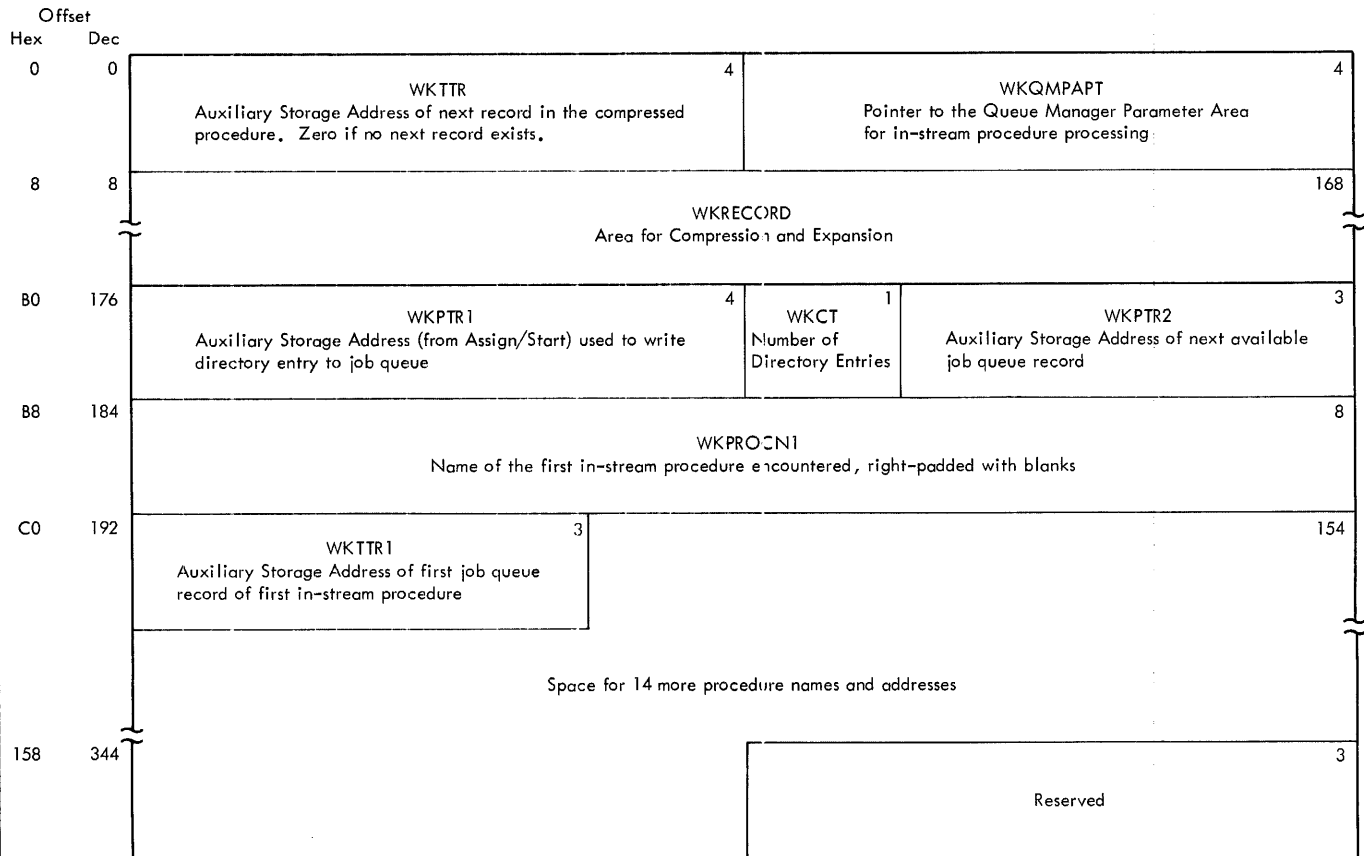 Offset
Hex Dec
0 0
WKTTR 4
Auxiliary Storage Address of next record in the compressed
procedure. Zero if no next record exists.
WKQMPAPT 4
Pointer to the Queue Manager Parameter Area
for in-stream procedure processing
8 8
168
WKRECORD
Area for Compression and Expansion
B0 176
WKPTR1 4
Auxiliary Storage Address (from Assign/Start) used to write
directory entry to job queue
WKCT 1
Number of
Directory Entries
WKPTR2 3
Auxiliary Storage Address of next available
job queue record
B8 184
8
WKPROCN1
Name of the first in-stream procedure encountered, right-padded with blanks
C0 192
WKTTR1 3
Auxiliary Storage Address of first job queue
record of first in-stream procedure
154
Space for 14 more procedure names and addresses
158 344
3
Reserved